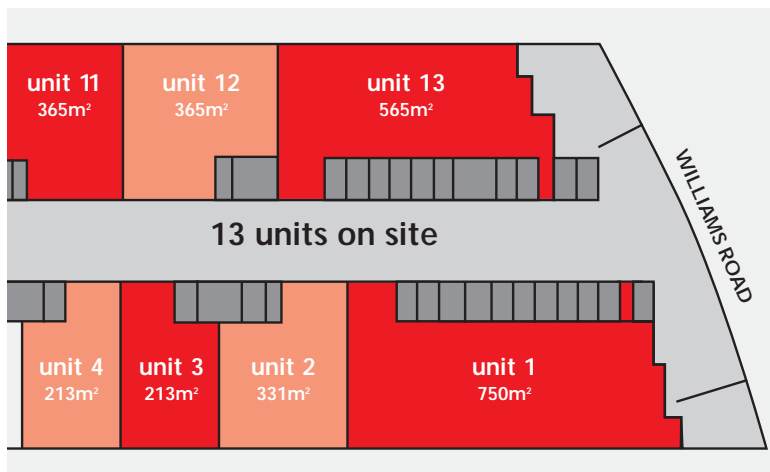 unit 11
365m²
unit 12
365m²
unit 13
565m²
WILLIAMS ROAD
13 units on site
unit 4
213m²
unit 3
213m²
unit 2
331m²
unit 1
750m²